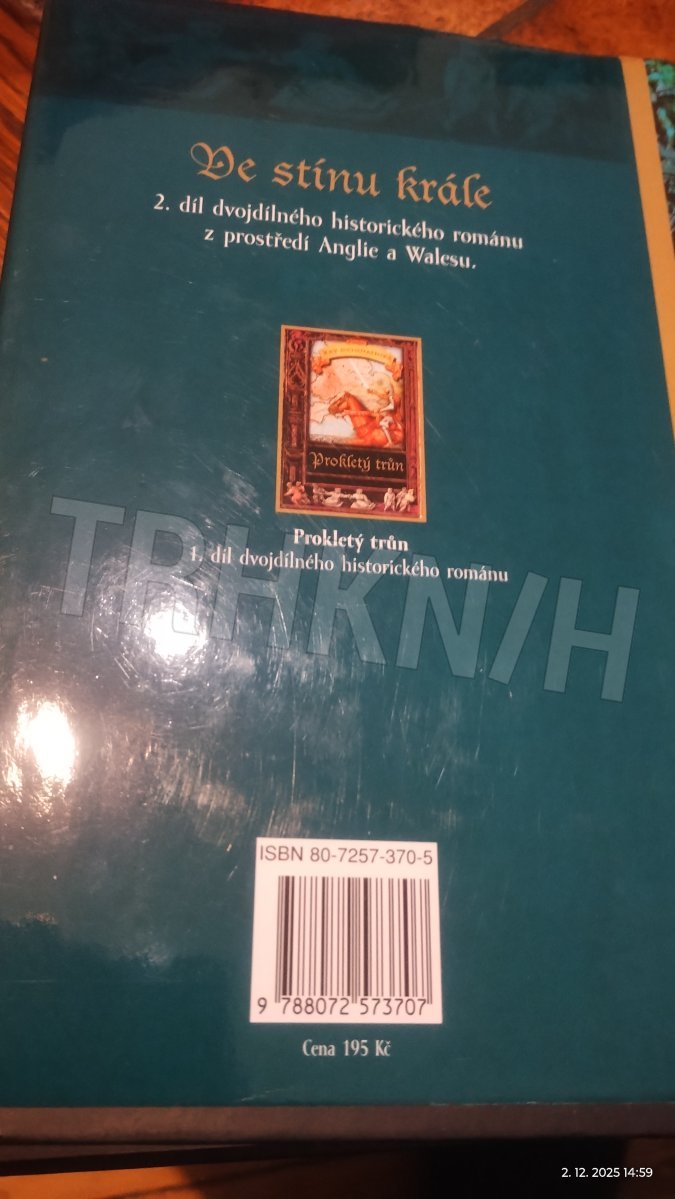 Ve stínu krále
2. díl dvojdílného historického románu
z prostředí Anglie a Walesu.
Prokletý trůn
Prokletý trůn
1. díl dvojdílného historického románu
TRHKN/H
ISBN 80-7257-370-5
9 788072 573707
Cena 195 Kč
2. 12. 2025 14:59